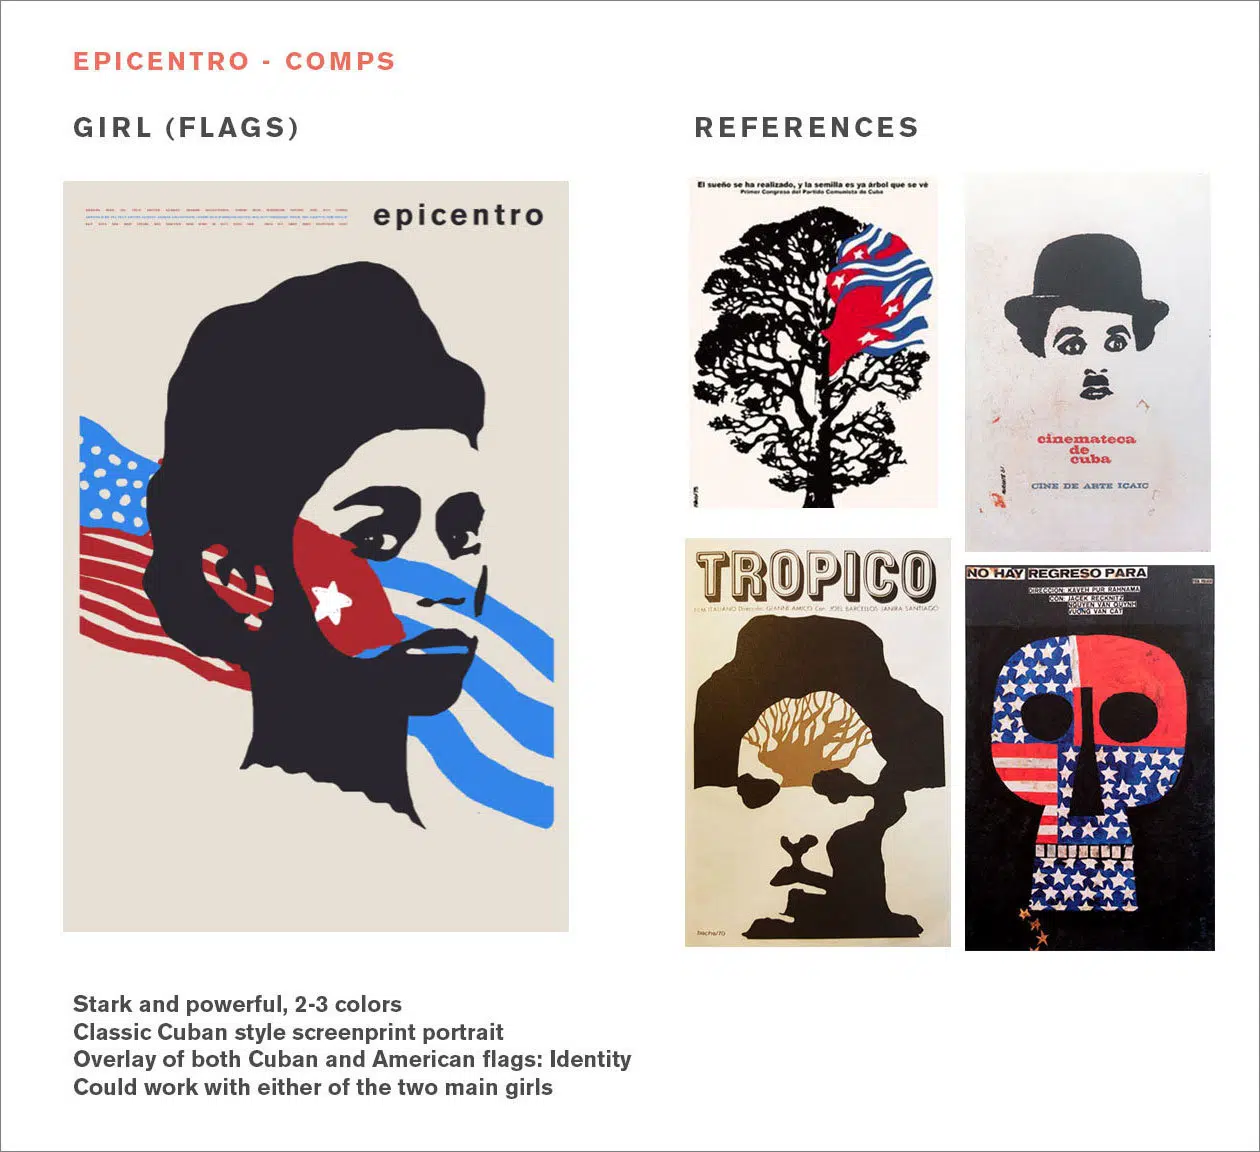 EPICENTRO - COMPS
GIRL (FLAGS)
REFERENCES
epicentro
El sueño se ha realizado, y la semilla es ya árbol que se vé
Primer Congreso del Partido Comunista de Cuba
cinemateca
de
cuba
CINE DE ARTE ICAIC
TROPICO
FILM ITALIANO Dirección: GIANNI AMICO Con: JOEL BARCELLOS JANIRA SANTIAGO
NO HAY REGRESO PARA
DIRECCION: KAVEH PUR RAHNAMA
CON: JACEK BECKNITZ
NGUYEN VAN QUYNH
VUONG VAN CAT
Stark and powerful, 2-3 colors
Classic Cuban style screenprint portrait
Overlay of both Cuban and American flags: Identity
Could work with either of the two main girls